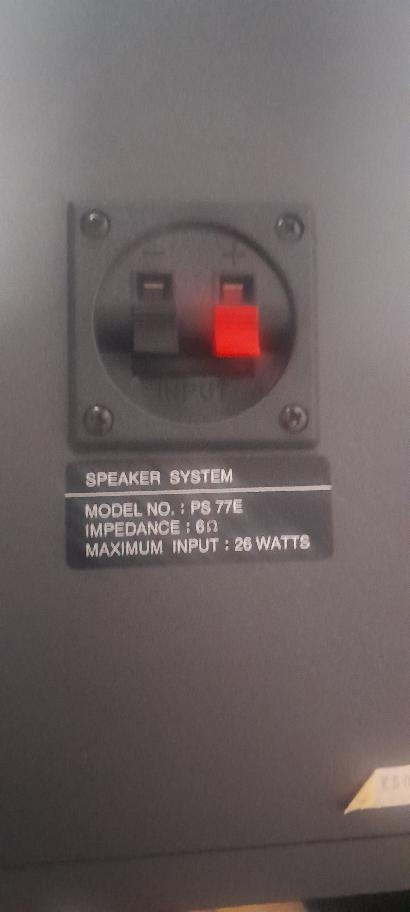 − +
INPUT
SPEAKER SYSTEM
MODEL NO. : PS 77E
IMPEDANCE : 6Ω
MAXIMUM INPUT : 26 WATTS